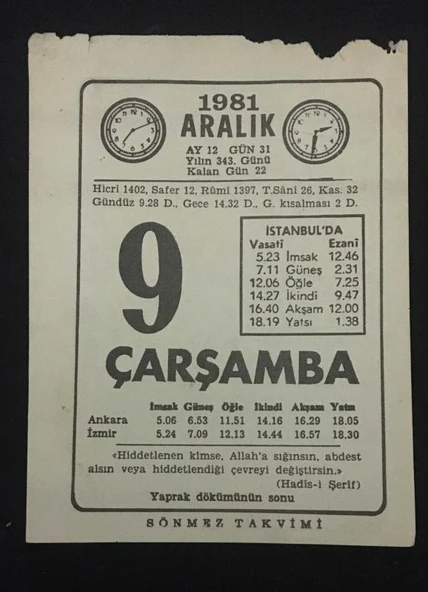 1981
ARALIK
AY 12 GÜN 31
Yılın 343. Günü
Kalan Gün 22
Hicri 1402, Safer 12, Rûmî 1397, T.Sâni 26, Kas. 32
Gündüz 9.28 D., Gece 14.32 D., G. kısalması 2 D.
9
İSTANBUL'DA
Vasatî Ezanî
5.23 İmsak 12.46
7.11 Güneş 2.31
12.06 Öğle 7.25
14.27 İkindi 9.47
16.40 Akşam 12.00
18.19 Yatsı 1.38
ÇARŞAMBA
İmsak Güneş Öğle İkindi Akşam Yatsı
Ankara 5.06 6.53 11.51 14.16 16.29 18.05
İzmir 5.24 7.09 12.13 14.44 16.57 18.30
«Hiddetlenen kimse, Allah'a sığınsın, abdest
alsın veya hiddetlendiği çevreyi değiştirsin.»
(Hadîs-i Şerif)
Yaprak dökümünün sonu
SÖNMEZ TAKVİMİ